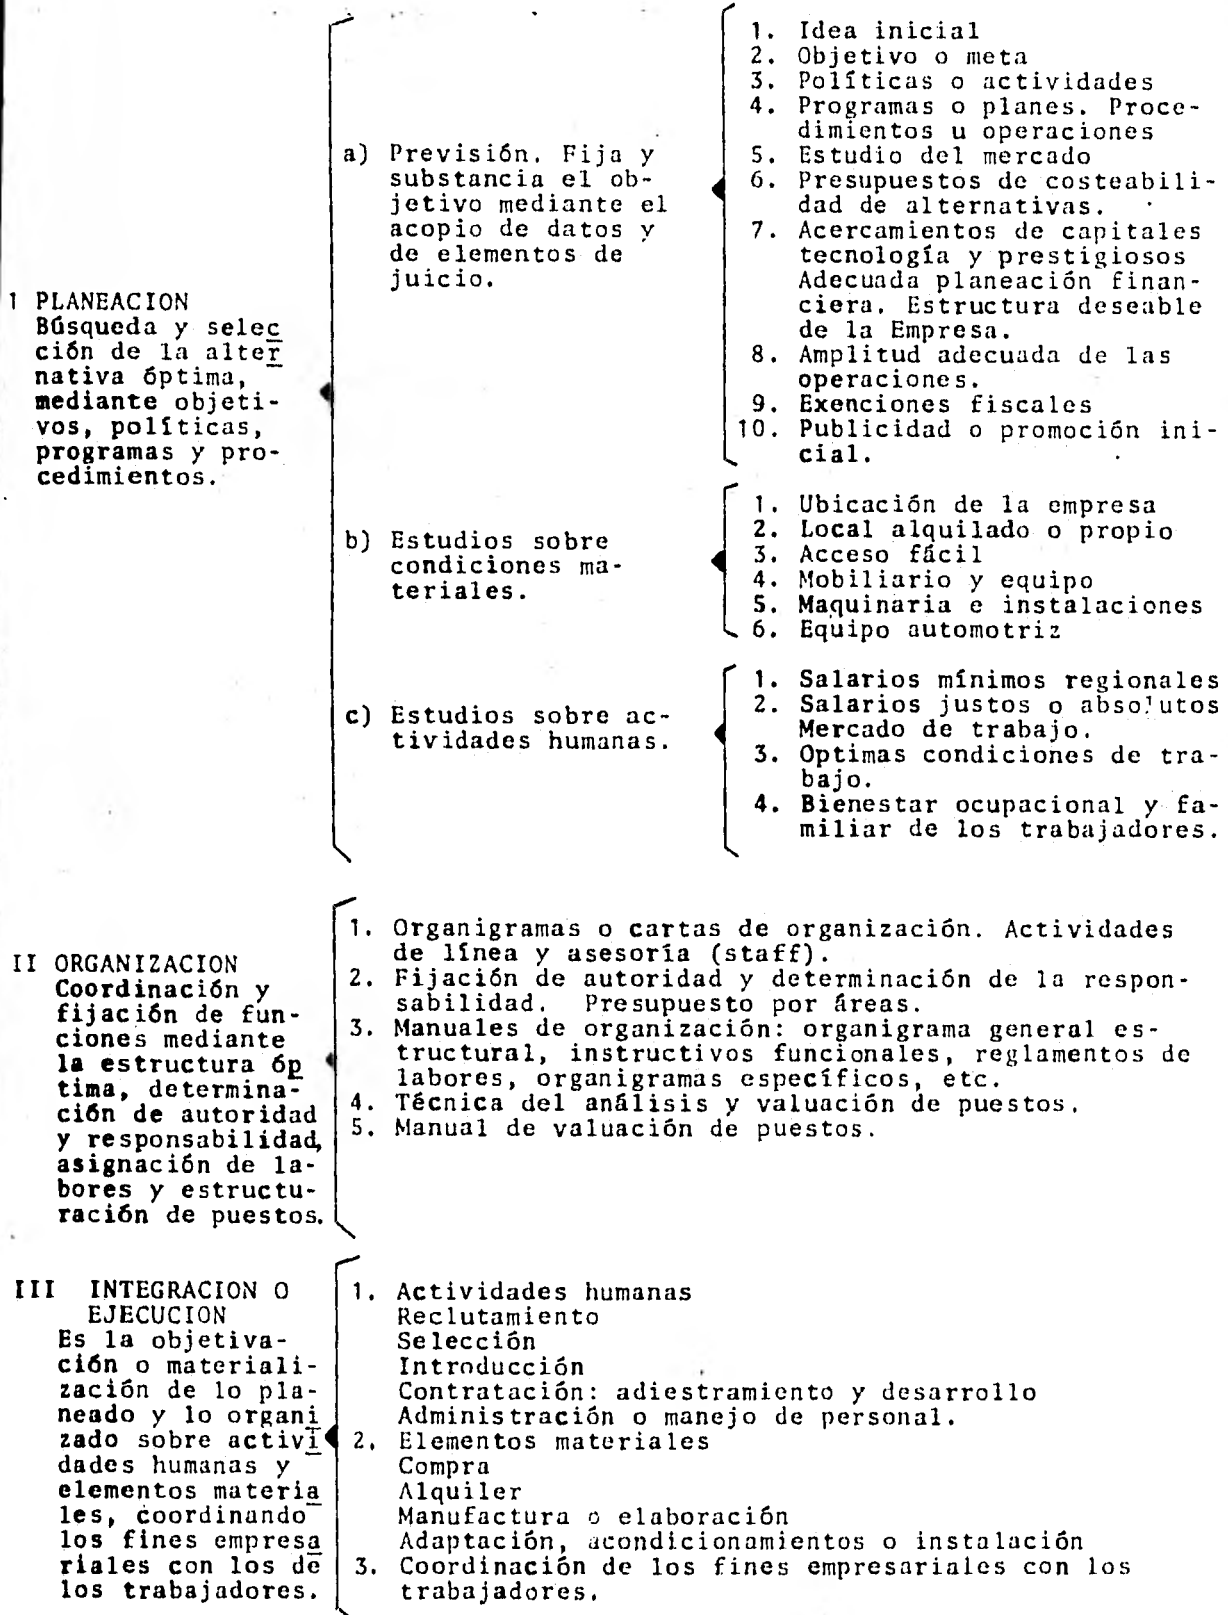 1 PLANEACION
Búsqueda y selec
ción de la alter
nativa óptima,
mediante objeti-
vos, políticas,
programas y pro-
cedimientos.
a) Previsión. Fija y
substancia el ob-
jetivo mediante el
acopio de datos y
de elementos de
juicio.
1. Idea inicial
2. Objetivo o meta
3. Políticas o actividades
4. Programas o planes. Proce-
dimientos u operaciones
5. Estudio del mercado
6. Presupuestos de costeabili-
dad de alternativas.
7. Acercamientos de capitales
tecnología y prestigiosos
Adecuada planeación finan-
ciera. Estructura deseable
de la Empresa.
8. Amplitud adecuada de las
operaciones.
9. Exenciones fiscales
10. Publicidad o promoción ini-
cial.
b) Estudios sobre
condiciones ma-
teriales.
1. Ubicación de la empresa
2. Local alquilado o propio
3. Acceso fácil
4. Mobiliario y equipo
5. Maquinaria e instalaciones
6. Equipo automotriz
c) Estudios sobre ac-
tividades humanas.
1. Salarios mínimos regionales
2. Salarios justos o absolutos
Mercado de trabajo.
3. Optimas condiciones de tra-
bajo.
4. Bienestar ocupacional y fa-
miliar de los trabajadores.
II ORGANIZACION
Coordinación y
fijación de fun-
ciones mediante
la estructura óp
tima, determina-
ción de autoridad
y responsabilidad,
asignación de la-
bores y estructu-
ración de puestos.
1. Organigramas o cartas de organización. Actividades
de línea y asesoría (staff).
2. Fijación de autoridad y determinación de la respon-
sabilidad. Presupuesto por áreas.
3. Manuales de organización: organigrama general es-
tructural, instructivos funcionales, reglamentos de
labores, organigramas específicos, etc.
4. Técnica del análisis y valuación de puestos.
5. Manual de valuación de puestos.
III INTEGRACION O
EJECUCION
Es la objetiva-
ción o materiali-
zación de lo pla-
neado y lo organi
zado sobre activi
dades humanas y
elementos materia
les, coordinando
los fines empresa
riales con los de
los trabajadores.
1. Actividades humanas
Reclutamiento
Selección
Introducción
Contratación: adiestramiento y desarrollo
Administración o manejo de personal.
2. Elementos materiales
Compra
Alquiler
Manufactura o elaboración
Adaptación, acondicionamientos o instalación
3. Coordinación de los fines empresariales con los
trabajadores.